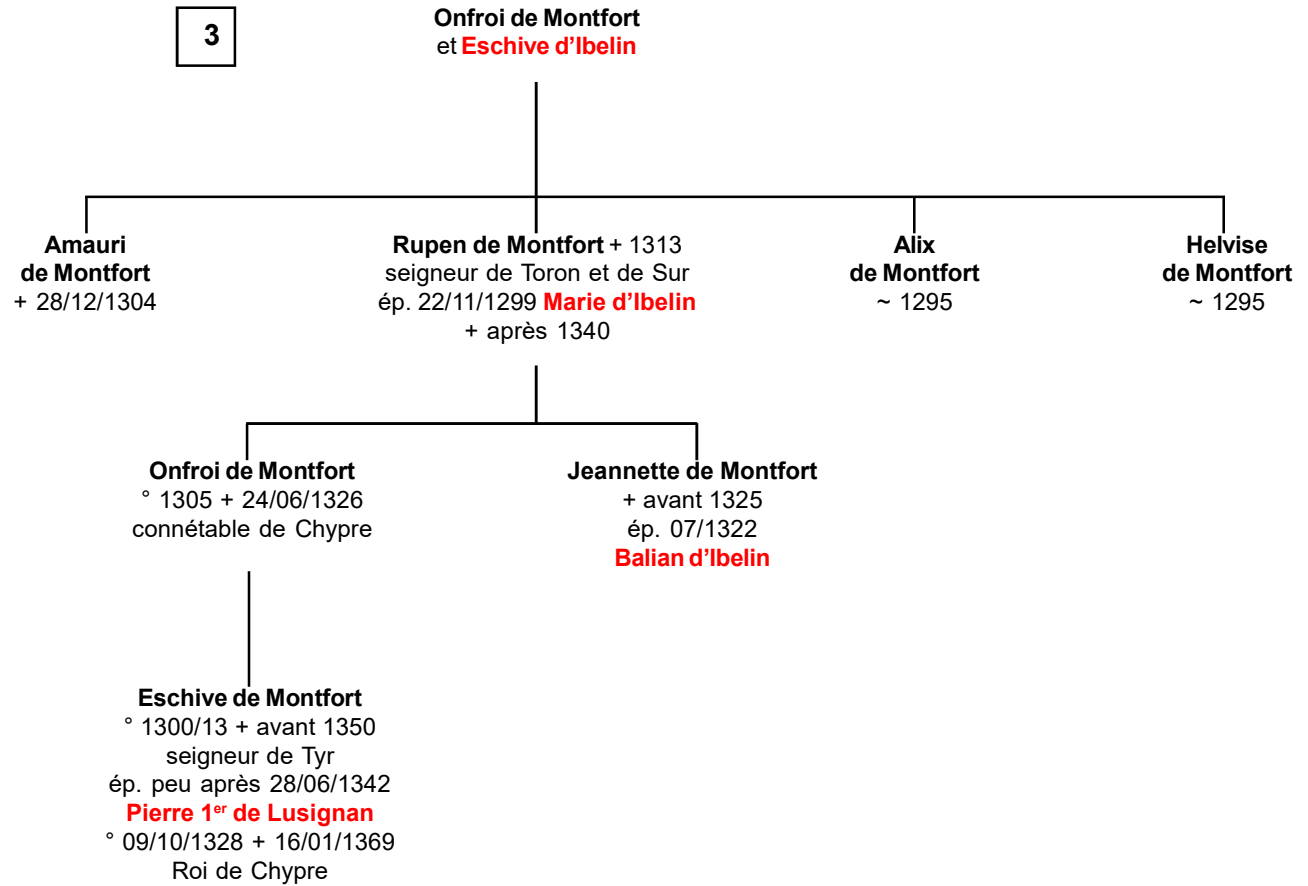 3
Onfroi de Montfort
et Eschive d'Ibelin
Amauri
de Montfort
+ 28/12/1304
Rupen de Montfort + 1313
seigneur de Toron et de Sur
ép. 22/11/1299 Marie d'Ibelin
+ après 1340
Alix
de Montfort
~ 1295
Helvise
de Montfort
~ 1295
Onfroi de Montfort
° 1305 + 24/06/1326
connétable de Chypre
Jeannette de Montfort
+ avant 1325
ép. 07/1322
Balian d'Ibelin
Eschive de Montfort
° 1300/13 + avant 1350
seigneur de Tyr
ép. peu après 28/06/1342
Pierre 1er de Lusignan
° 09/10/1328 + 16/01/1369
Roi de Chypre